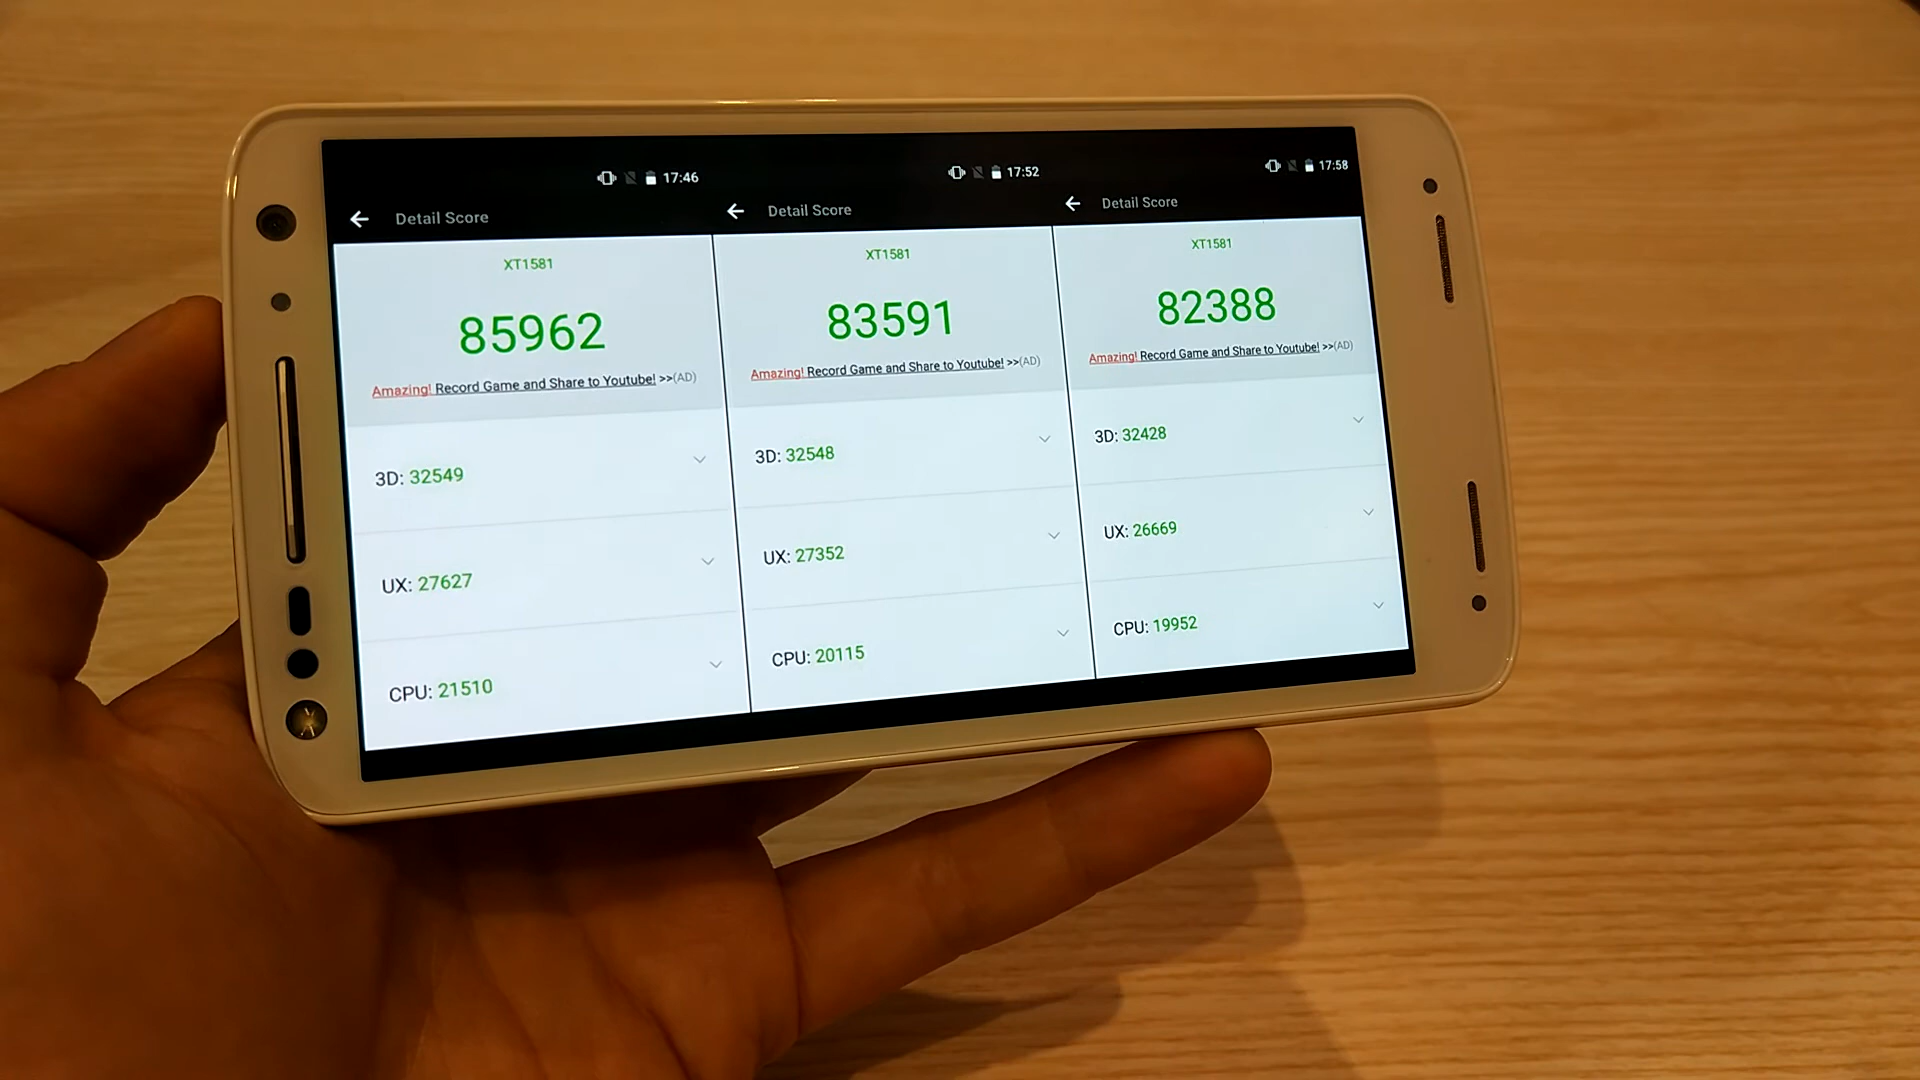 17:46
Detail Score
XT1581
85962
Amazing! Record Game and Share to Youtube! >>(AD)
3D: 32549
UX: 27627
CPU: 21510
17:52
Detail Score
XT1581
83591
Amazing! Record Game and Share to Youtube! >>(AD)
3D: 32548
UX: 27352
CPU: 20115
17:58
Detail Score
XT1581
82388
Amazing! Record Game and Share to Youtube! >>(AD)
3D: 32428
UX: 26669
CPU: 19952